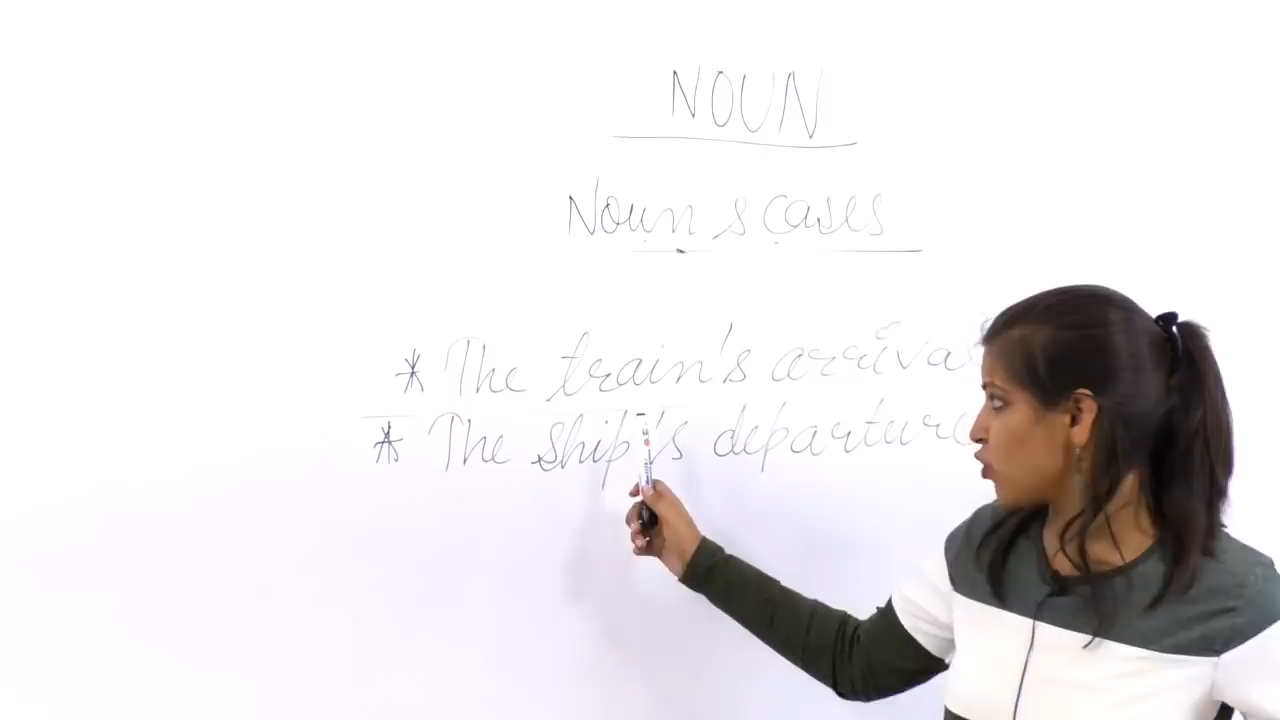 NOUN
Noun s cases
* The train's arrival
* The ship's departure